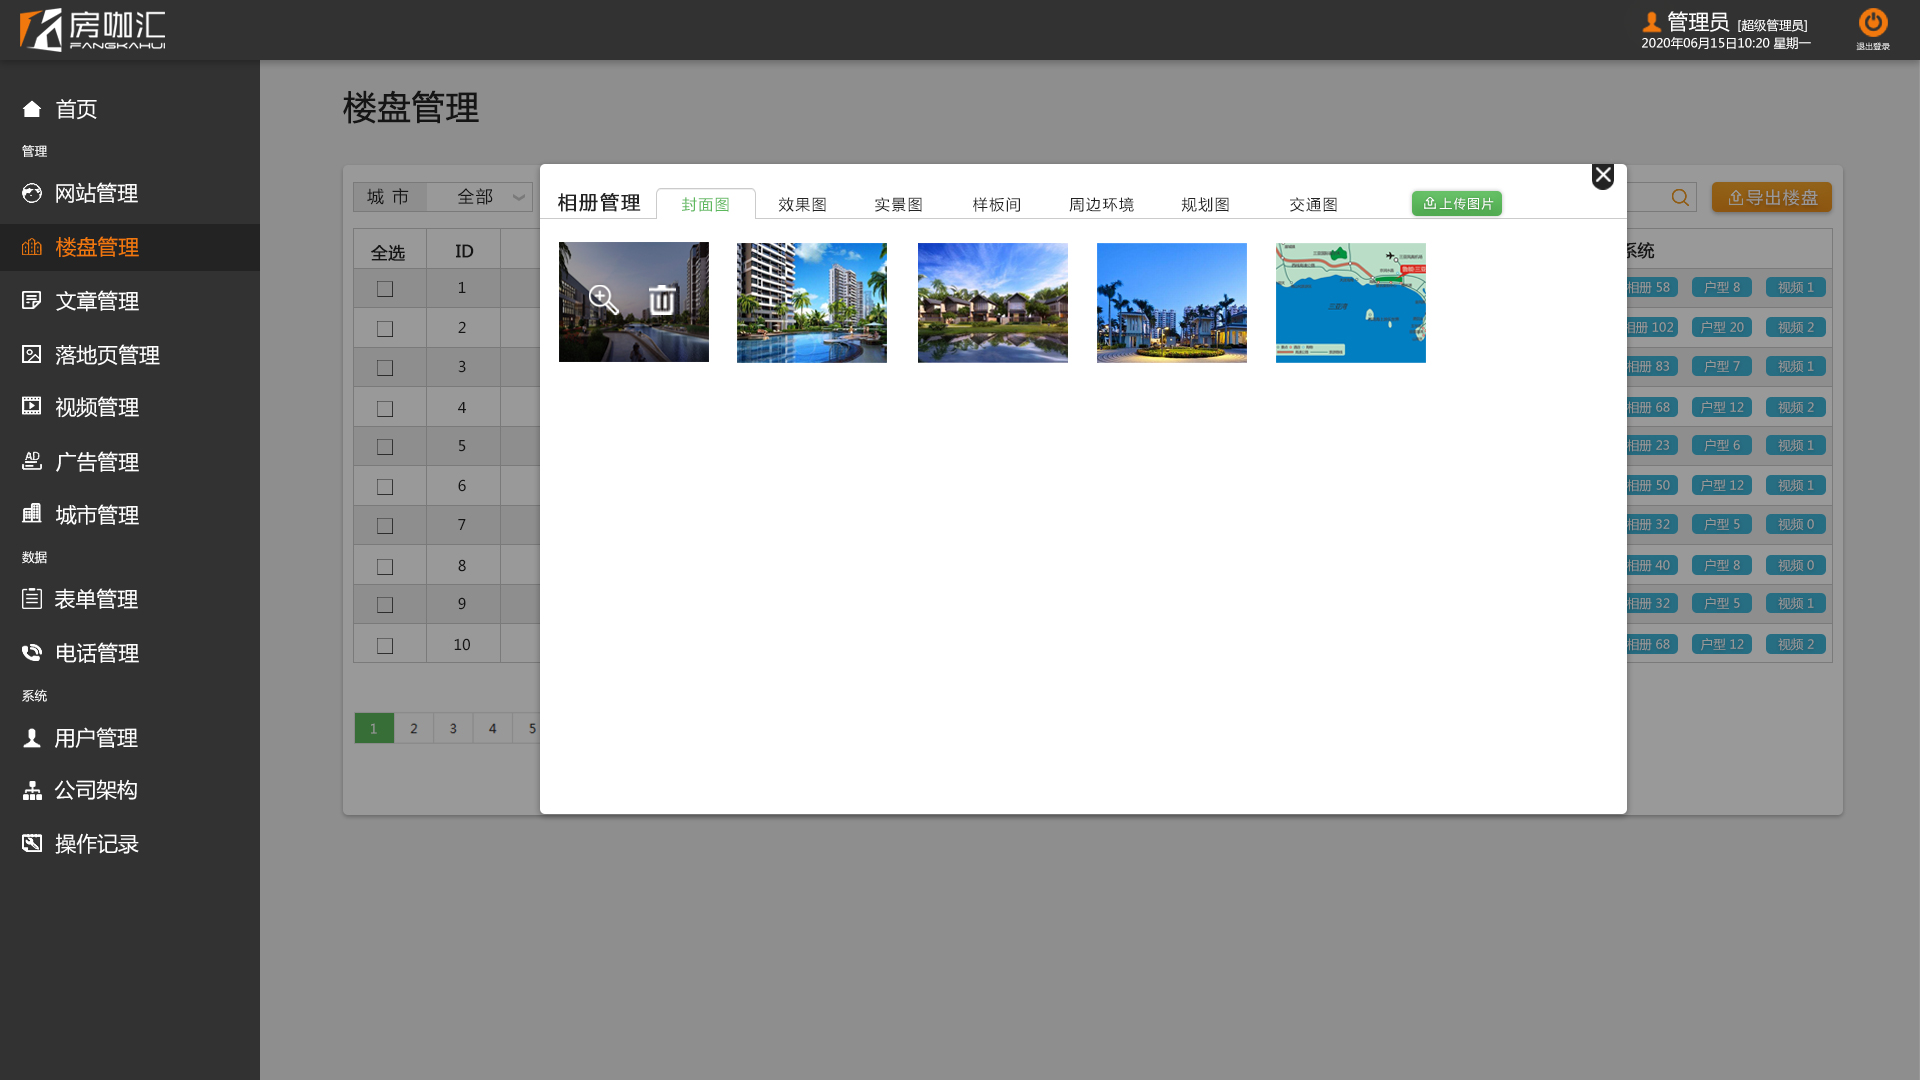 房咖汇
FANGKAHUI
管理员 [超级管理员]
2020年06月15日10:20 星期一
退出登录
首页
管理
网站管理
楼盘管理
文章管理
落地页管理
视频管理
AD 广告管理
城市管理
数据
表单管理
电话管理
系统
用户管理
公司架构
操作记录
楼盘管理
城 市 全部
导出楼盘
全选 ID 系统
1 相册 58 户型 8 视频 1
2 相册 102 户型 20 视频 2
3 相册 83 户型 7 视频 1
4 相册 68 户型 12 视频 2
5 相册 23 户型 6 视频 1
6 相册 50 户型 12 视频 1
7 相册 32 户型 5 视频 0
8 相册 40 户型 8 视频 0
9 相册 32 户型 5 视频 1
10 相册 68 户型 12 视频 2
1 2 3 4 5
相册管理 封面图 效果图 实景图 样板间 周边环境 规划图 交通图 上传图片
三亚湾